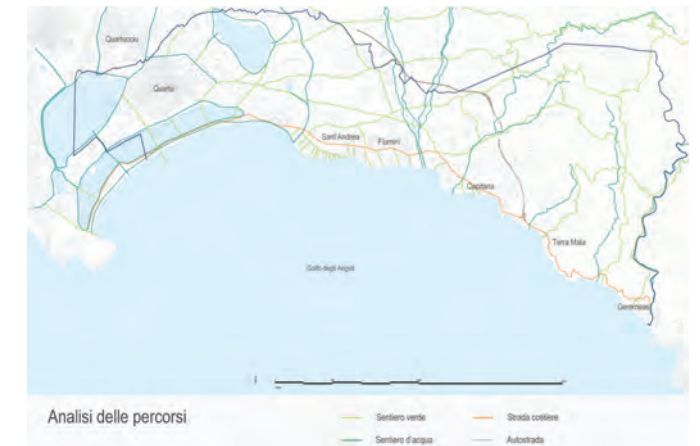 Quartucciu
Quartu
Sant'Andrea
Flumini
Capitana
Terra Mala
Geremeas
Golfo degli Angeli
Analisi delle percorsi
Sentiero verde
Strada costiere
Sentiero d'acqua
Autostrada